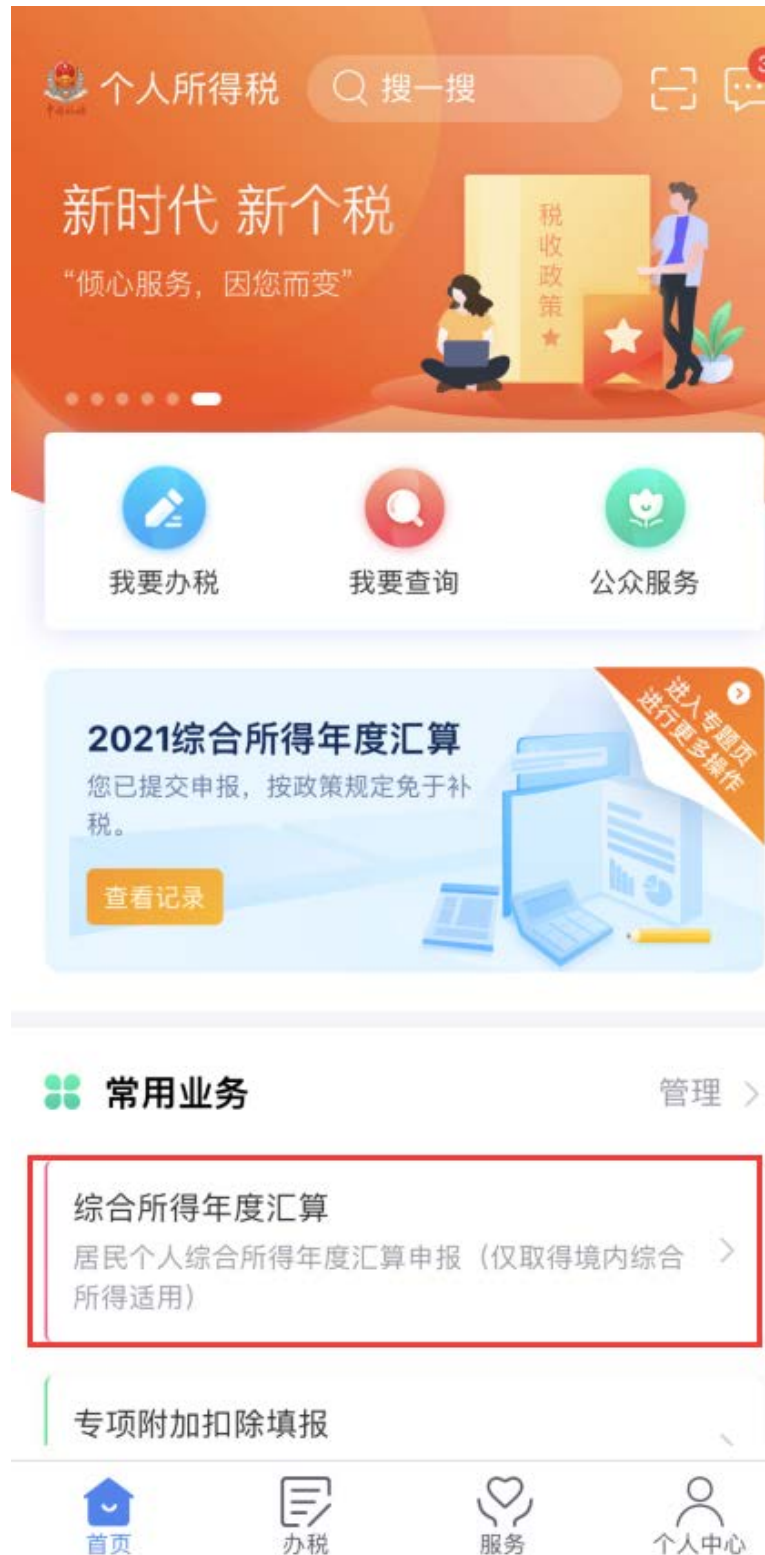 个人所得税
搜一搜
3
新时代 新个税
“倾心服务，因您而变”
税收政策
我要办税
我要查询
公众服务
2021综合所得年度汇算
您已提交申报，按政策规定免于补
税。
查看记录
进入专题页
进行更多操作
常用业务
管理
综合所得年度汇算
居民个人综合所得年度汇算申报（仅取得境内综合
所得适用）
专项附加扣除填报
首页
办税
服务
个人中心